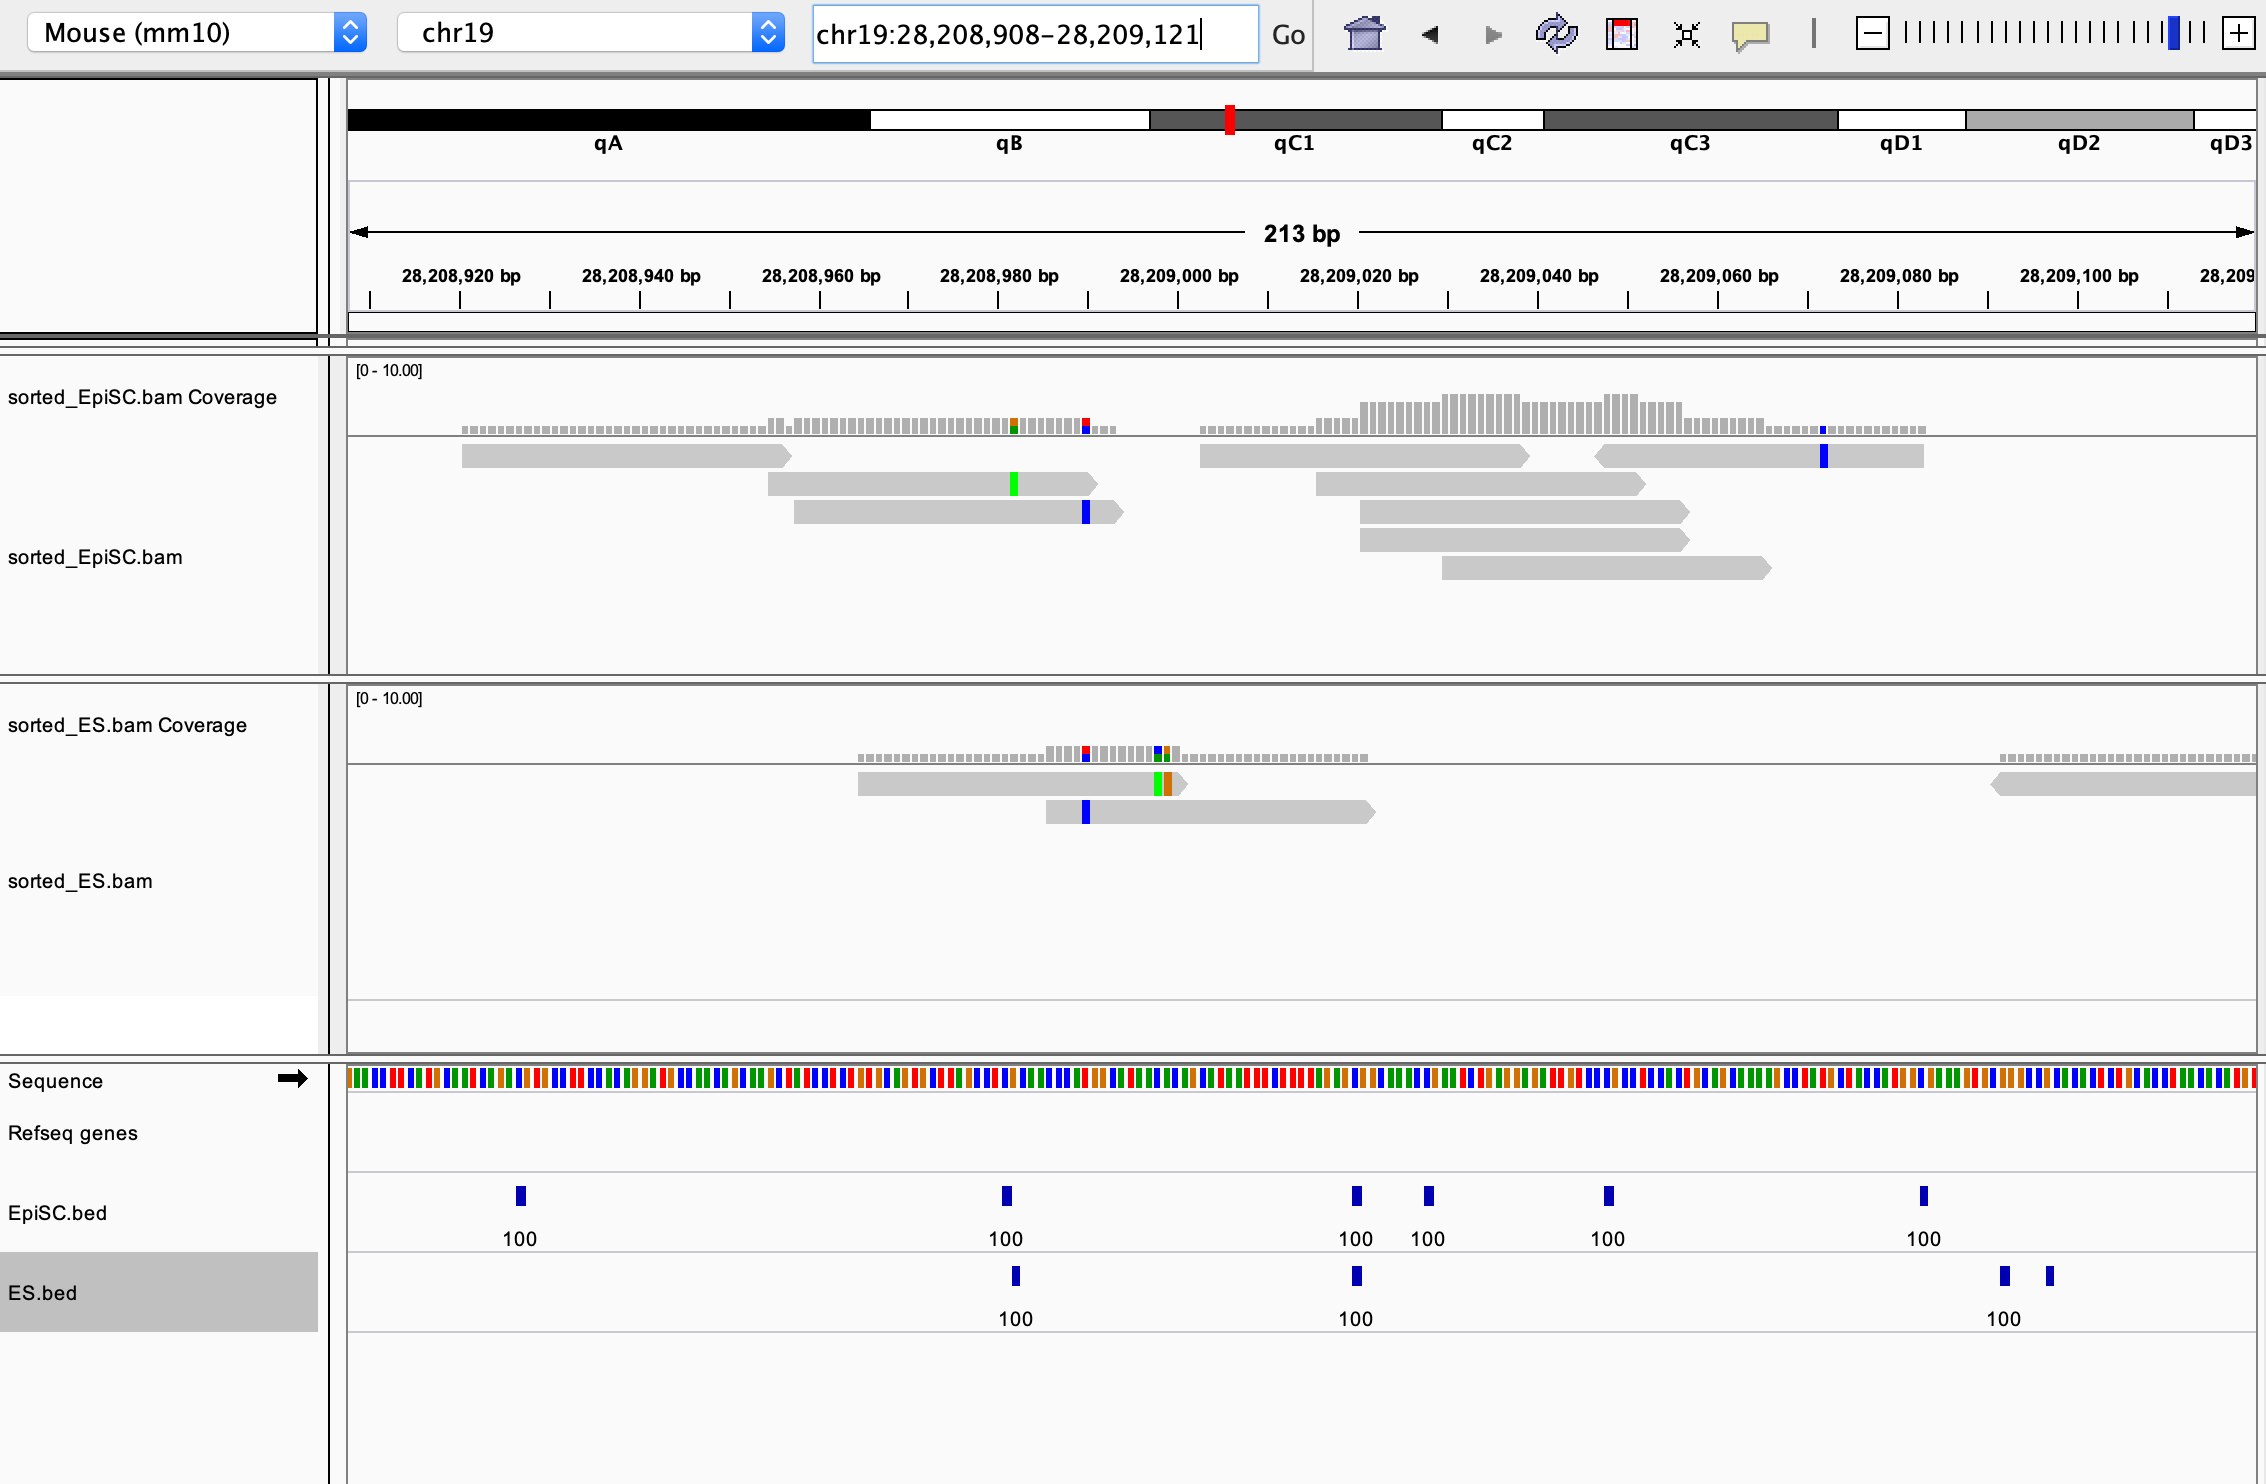 Mouse (mm10) chr19 chr19:28,208,908-28,209,121 Go
qA qB qC1 qC2 qC3 qD1 qD2 qD3
213 bp
28,208,920 bp 28,208,940 bp 28,208,960 bp 28,208,980 bp 28,209,000 bp 28,209,020 bp 28,209,040 bp 28,209,060 bp 28,209,080 bp 28,209,100 bp 28,209
[0 - 10.00]
sorted_EpiSC.bam Coverage
sorted_EpiSC.bam
[0 - 10.00]
sorted_ES.bam Coverage
sorted_ES.bam
Sequence
Refseq genes
EpiSC.bed
100 100 100 100 100 100
ES.bed
100 100 100